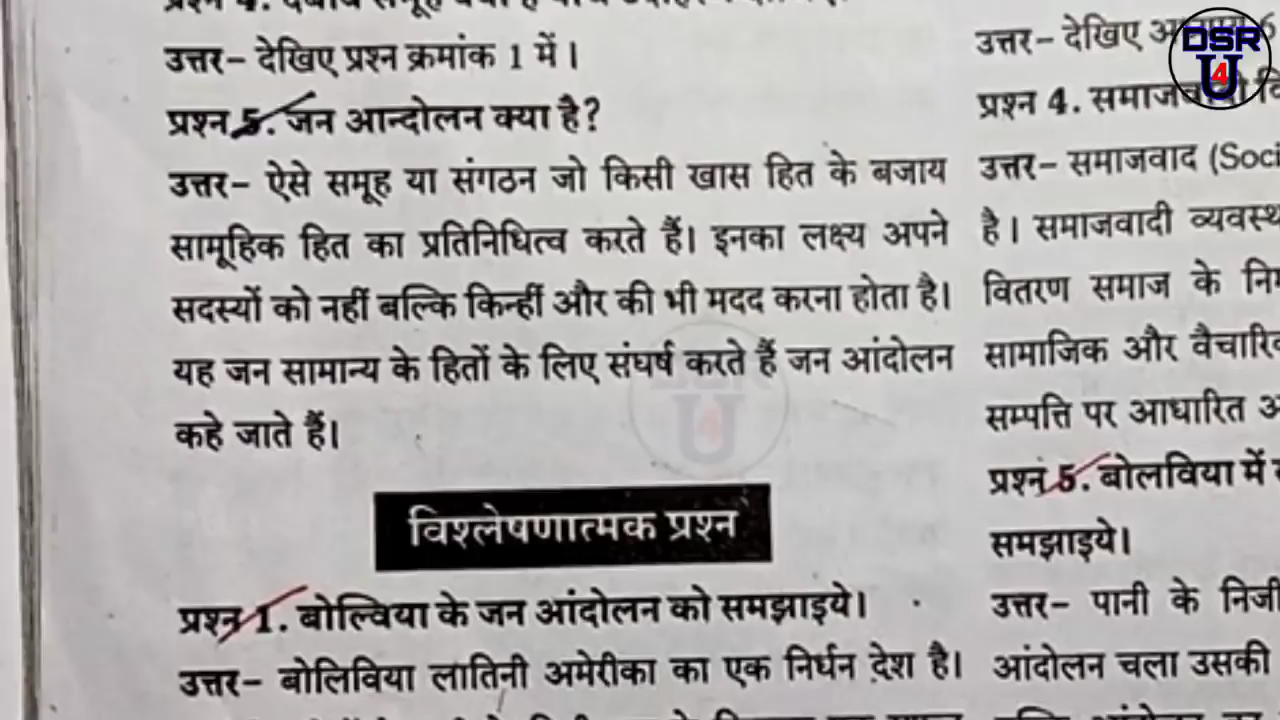 उत्तर– देखिए प्रश्न क्रमांक 1 में।
प्रश्न 5. जन आन्दोलन क्या है?
उत्तर– ऐसे समूह या संगठन जो किसी खास हित के बजाय
सामूहिक हित का प्रतिनिधित्व करते हैं। इनका लक्ष्य अपने
सदस्यों को नहीं बल्कि किन्हीं और की भी मदद करना होता है।
यह जन सामान्य के हितों के लिए संघर्ष करते हैं जन आंदोलन
कहे जाते हैं।
विश्लेषणात्मक प्रश्न
प्रश्न 1. बोल्विया के जन आंदोलन को समझाइये।
उत्तर– बोलिविया लातिनी अमेरीका का एक निर्धन देश है।
उत्तर– देखिए
प्रश्न 4. समाजवादी
उत्तर– समाजवाद (Soci
है। समाजवादी
वितरण समाज के
सामाजिक और
सम्पत्ति पर आधारित
प्रश्न 5. बोलविया में
समझाइये।
उत्तर– पानी के
आंदोलन चला उसकी
DSR
U
4